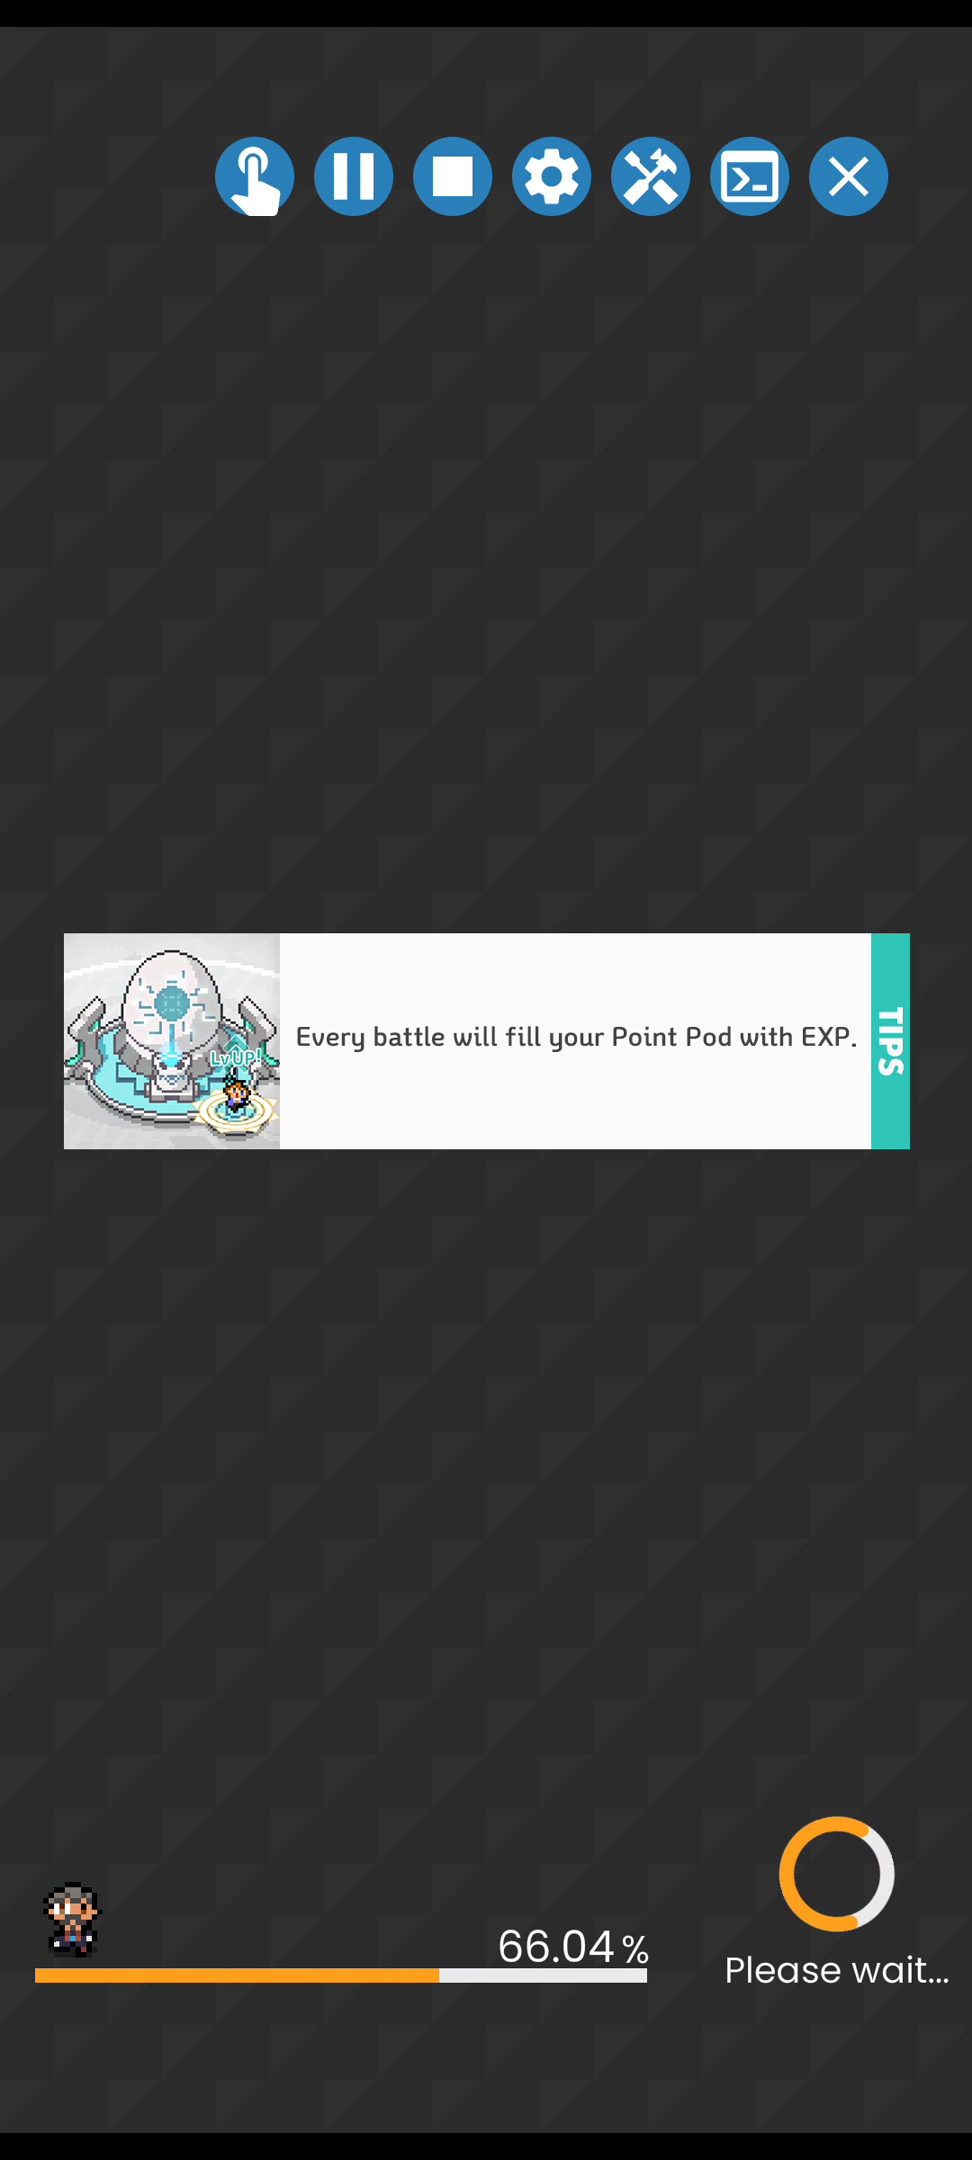 Every battle will fill your Point Pod with EXP.
TIPS
LvUP!
66.04 %
Please wait...